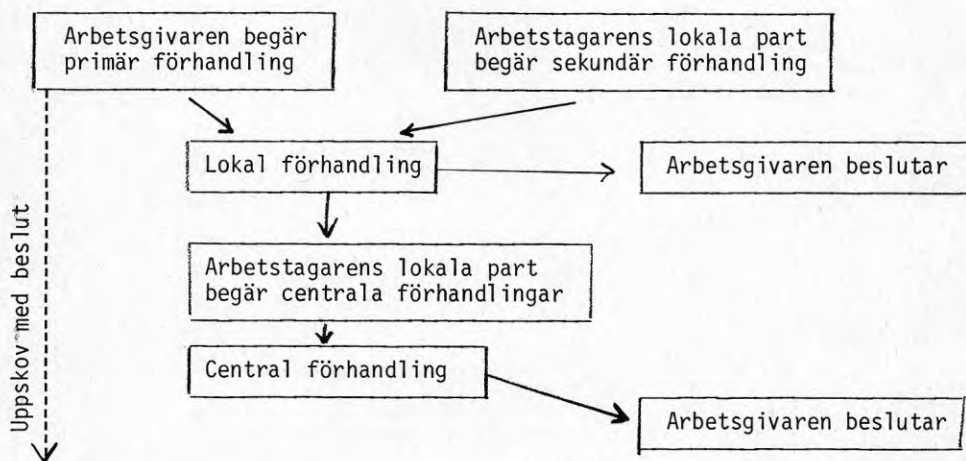 Arbetsgivaren begär
primär förhandling
Arbetstagarens lokala part
begär sekundär förhandling
Lokal förhandling
Arbetsgivaren beslutar
Uppskov med beslut
Arbetstagarens lokala part
begär centrala förhandlingar
Central förhandling
Arbetsgivaren beslutar